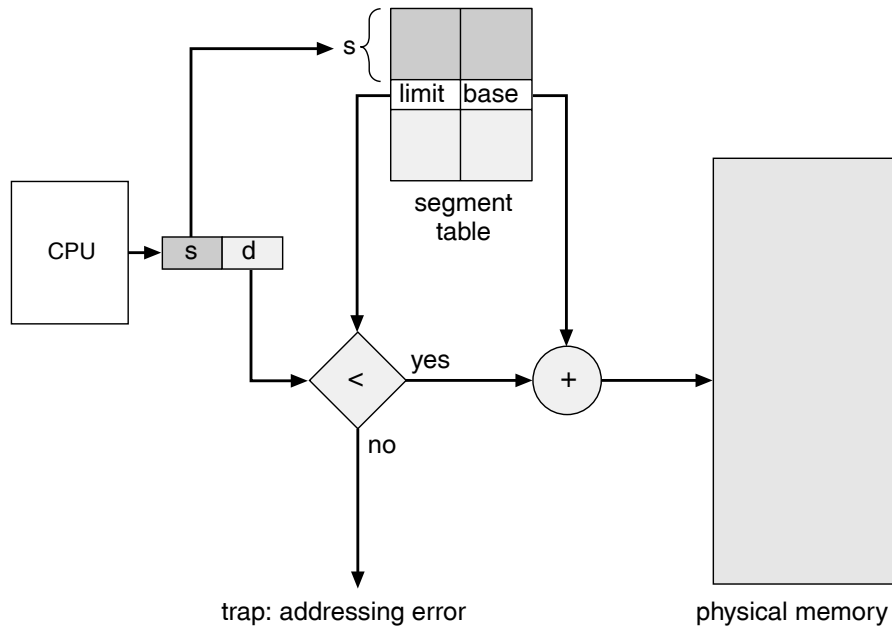 s
limit base
segment
table
CPU
s d
< yes +
no
trap: addressing error
physical memory